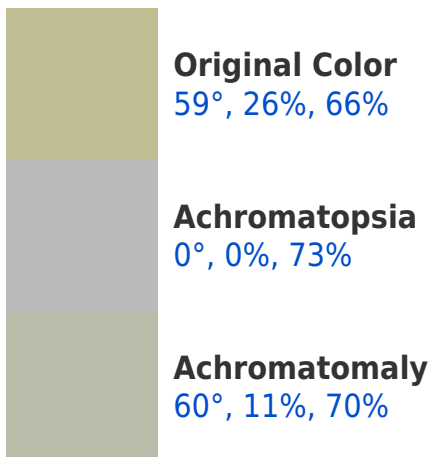 Original Color
59°, 26%, 66%
Achromatopsia
0°, 0%, 73%
Achromatomaly
60°, 11%, 70%